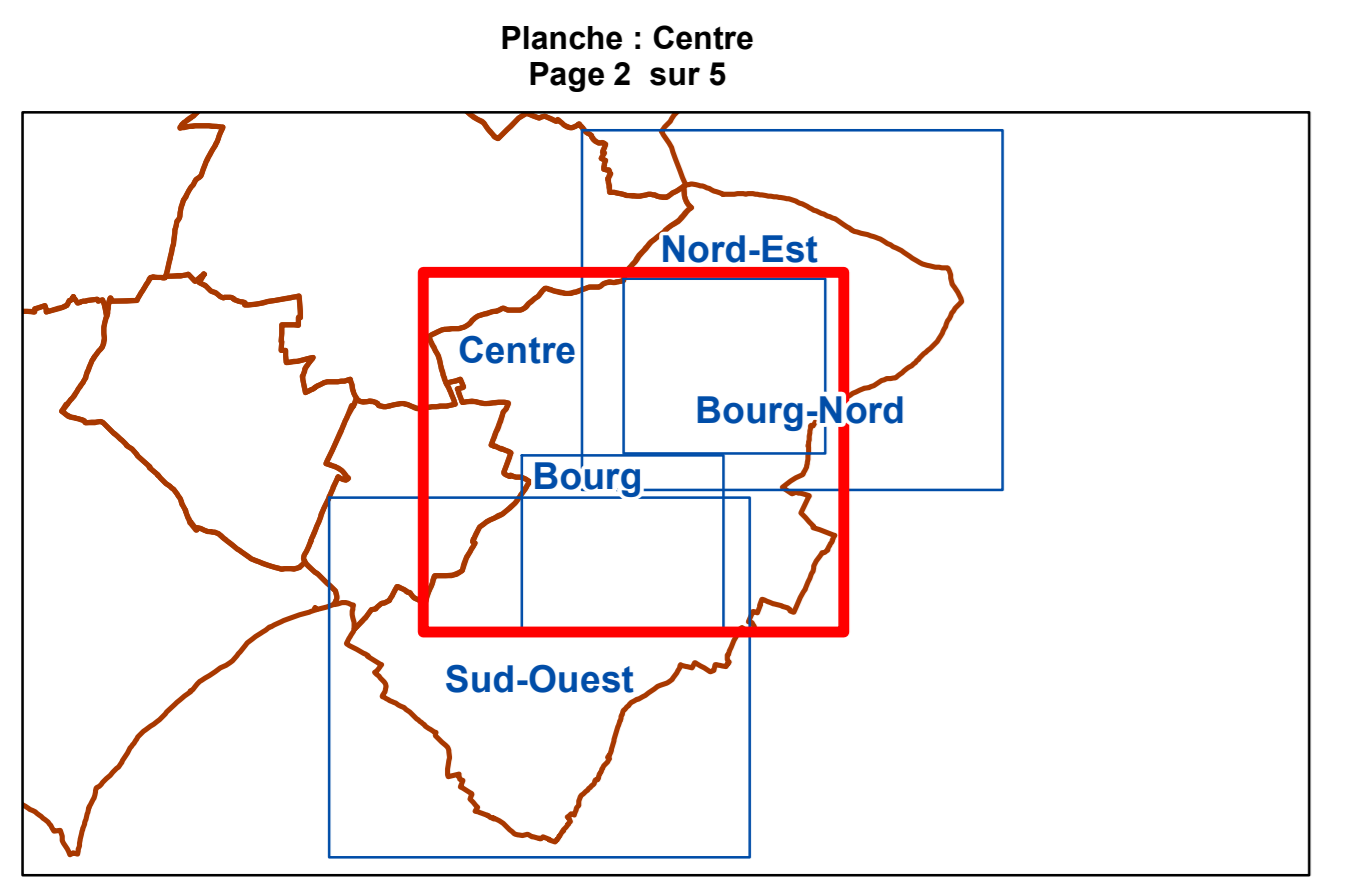 Planche : Centre
Page 2 sur 5
Nord-Est
Centre
Bourg-Nord
Bourg
Sud-Ouest